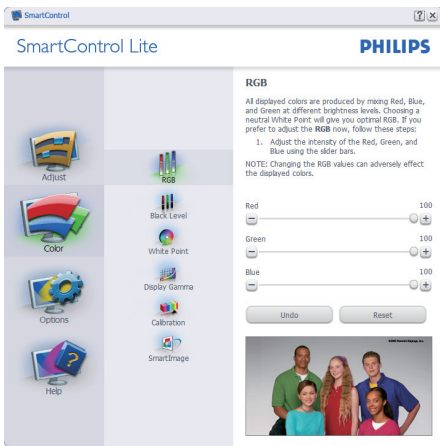 SmartControl
SmartControl Lite
PHILIPS
Adjust
Color
Options
Help
RGB
Black Level
White Point
Display Gamma
Calibration
SmartImage
RGB
All displayed colors are produced by mixing Red, Blue,
and Green at different brightness levels. Choosing a
neutral White Point will give you optimal RGB. If you
prefer to adjust the RGB now, follow these steps:
1. Adjust the intensity of the Red, Green, and
Blue using the slider bars.
NOTE: Changing the RGB values can adversely effect
the displayed colors.
Red 100
Green 100
Blue 100
Undo Reset